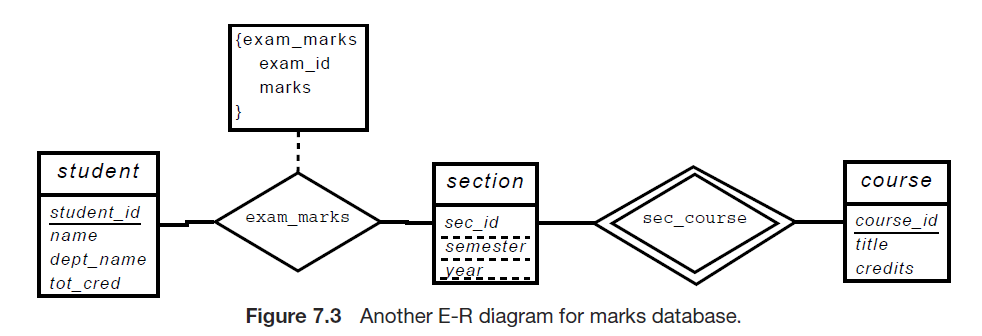 {exam_marks
exam_id
marks
}
student
student_id
name
dept_name
tot_cred
exam_marks
section
sec_id
semester
year
sec_course
course
course_id
title
credits
Figure 7.3 Another E-R diagram for marks database.